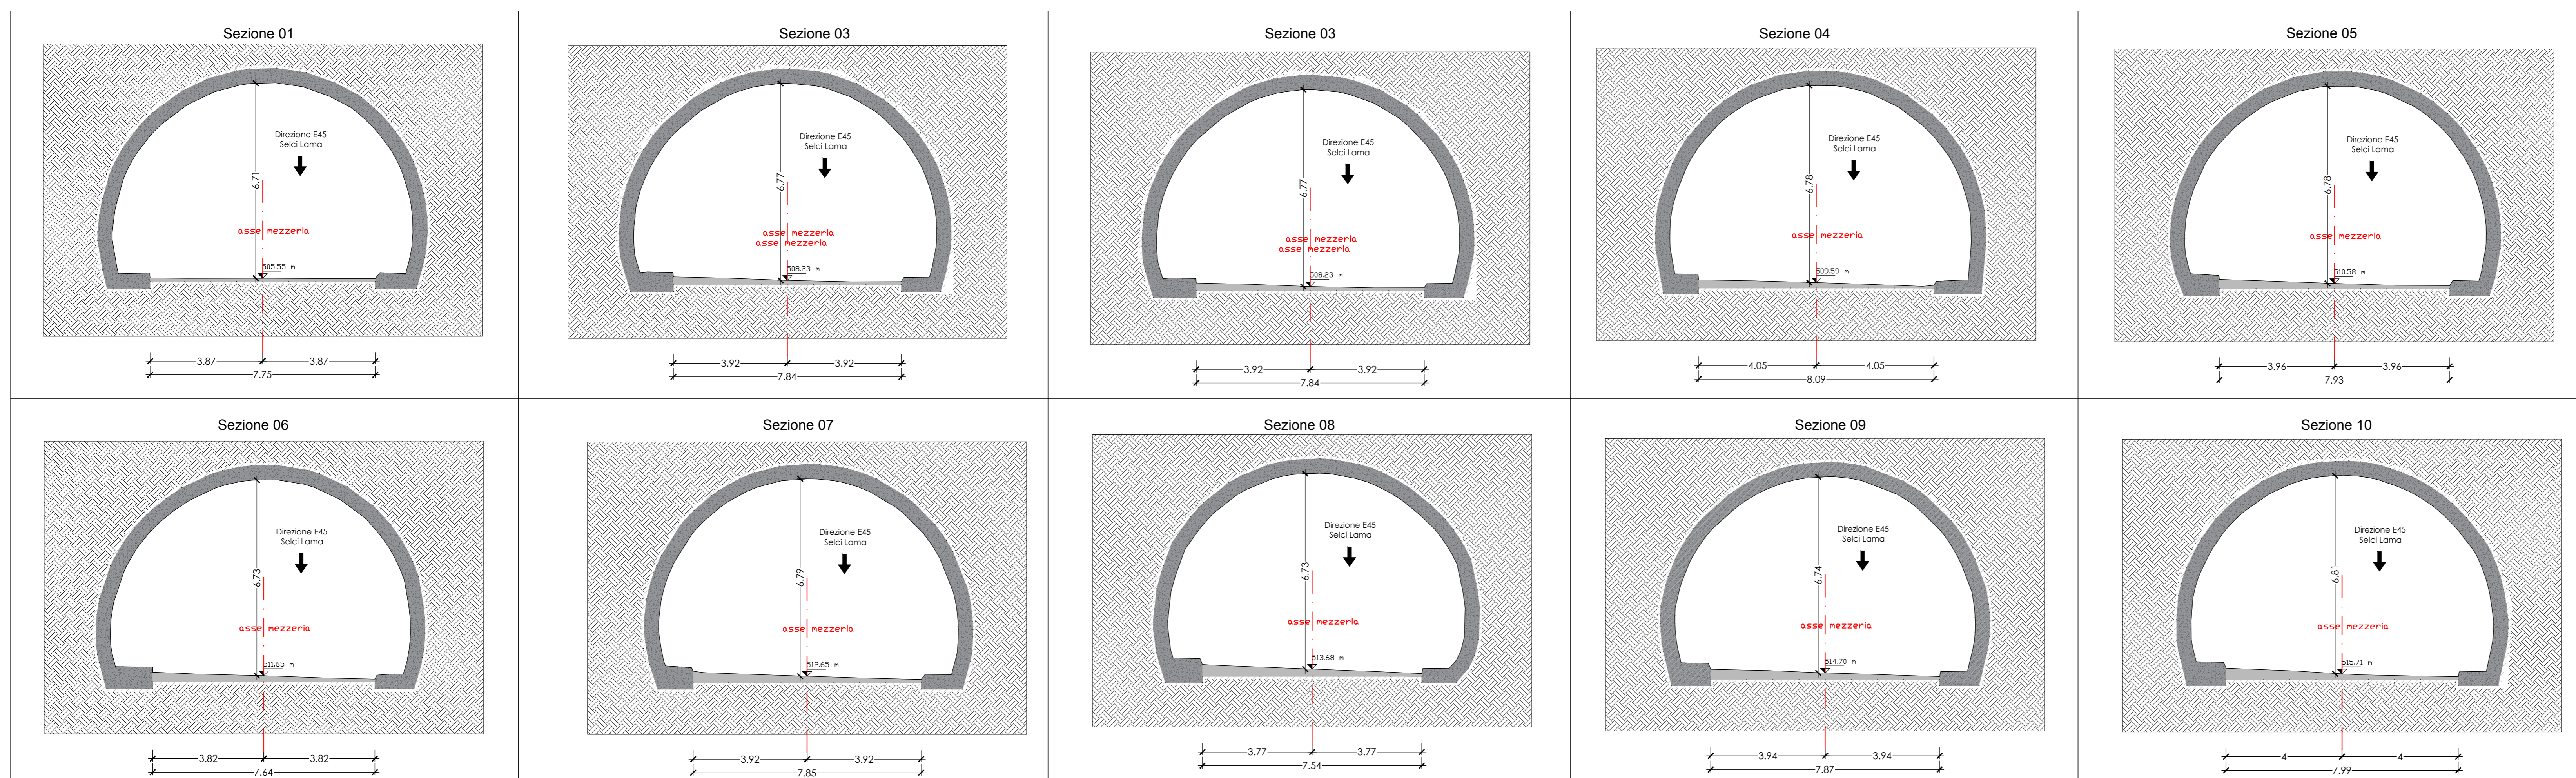 Sezione 01
Direzione E45
Selci Lama
6.71
asse mezzeria
505.55 m
3.87 3.87
7.75
Sezione 03
Direzione E45
Selci Lama
6.77
asse mezzeria
asse mezzeria
508.23 m
3.92 3.92
7.84
Sezione 03
Direzione E45
Selci Lama
6.77
asse mezzeria
asse mezzeria
508.23 m
3.92 3.92
7.84
Sezione 04
Direzione E45
Selci Lama
6.78
asse mezzeria
509.59 m
4.05 4.05
8.09
Sezione 05
Direzione E45
Selci Lama
6.78
asse mezzeria
510.58 m
3.96 3.96
7.93
Sezione 06
Direzione E45
Selci Lama
6.73
asse mezzeria
511.65 m
3.82 3.82
7.64
Sezione 07
Direzione E45
Selci Lama
6.79
asse mezzeria
512.65 m
3.92 3.92
7.85
Sezione 08
Direzione E45
Selci Lama
6.73
asse mezzeria
513.68 m
3.77 3.77
7.54
Sezione 09
Direzione E45
Selci Lama
6.74
asse mezzeria
514.70 m
3.94 3.94
7.87
Sezione 10
Direzione E45
Selci Lama
6.81
asse mezzeria
515.71 m
4 4
7.99